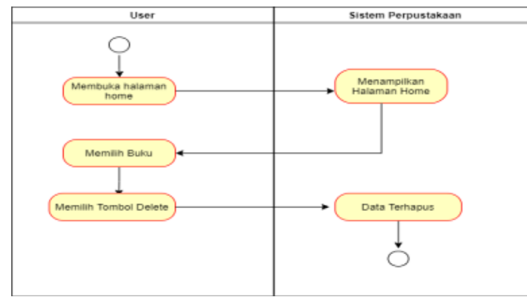 User
Sistem Perpustakaan
Membuka halaman
home
Menampilkan
Halaman Home
Memilih Buku
Memilih Tombol Delete
Data Terhapus